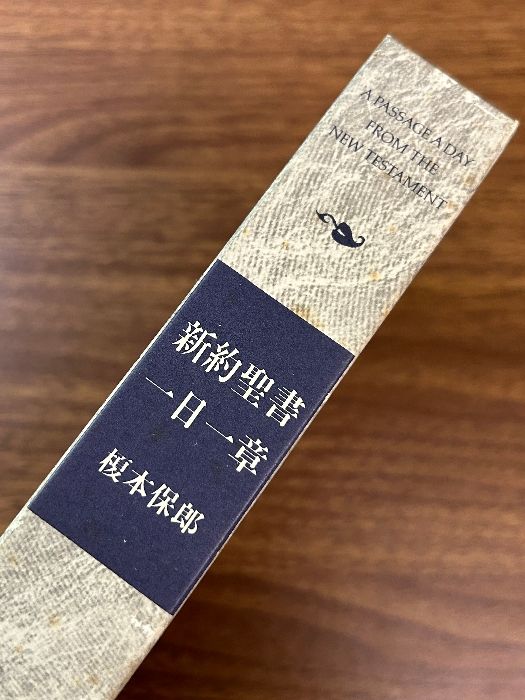 A PASSAGE A DAY
FROM THE
NEW TESTAMENT
新約聖書
一日一章
榎本保郎